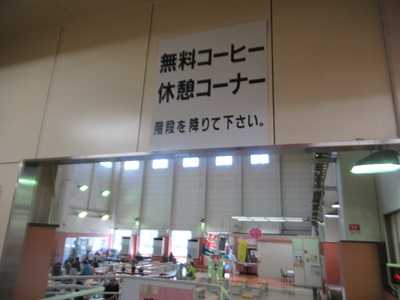 無料コーヒー
休憩コーナー
階段を降りて下さい。